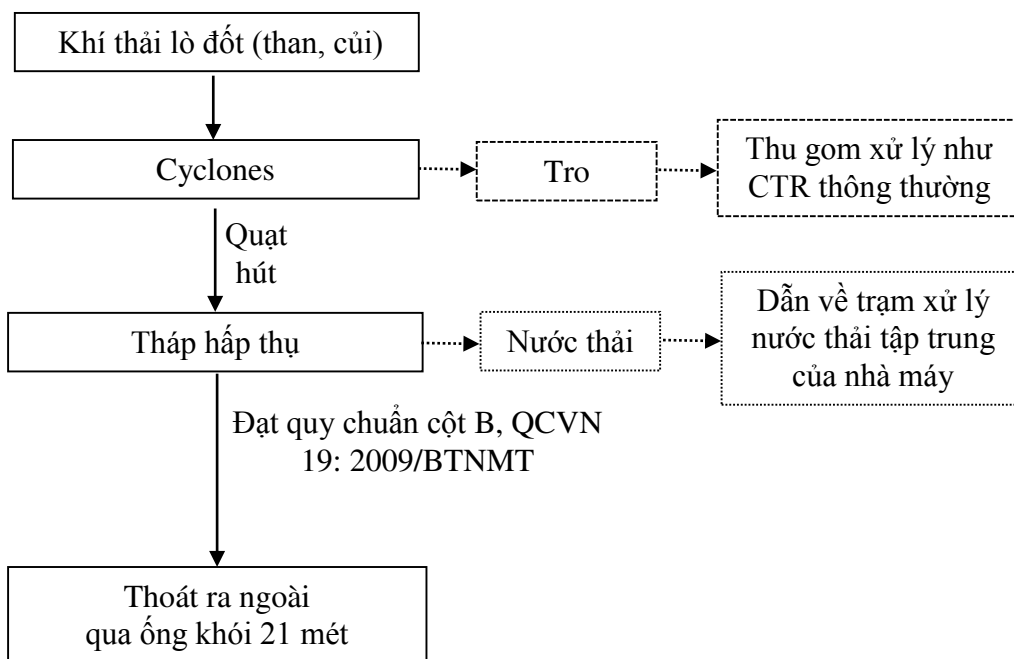 Khí thải lò đốt (than, củi)
Cyclones
Tro
Thu gom xử lý như
CTR thông thường
Quạt
hút
Tháp hấp thụ
Nước thải
Dẫn về trạm xử lý
nước thải tập trung
của nhà máy
Đạt quy chuẩn cột B, QCVN
19: 2009/BTNMT
Thoát ra ngoài
qua ống khói 21 mét